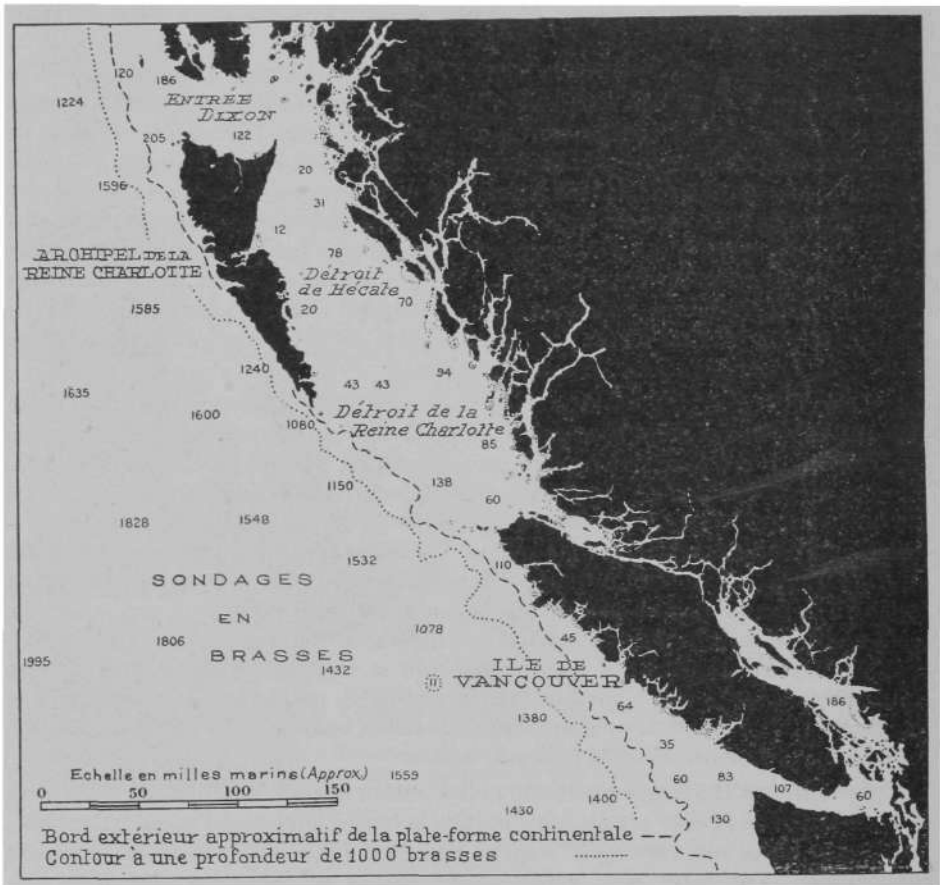 120
186
1224
ENTRÉE
DIXON
205
122
20
1596
31
12
78
ARCHIPEL DE LA
REINE CHARLOTTE
Détroit
de Hécate
70
1585
20
1240
94
1635
43 43
1600
Détroit de la
Reine Charlotte
1080
85
1150
138
60
1828
1548
1532
110
SONDAGES
EN
BRASSES
1078
45
1806
1995
1432
11
ILE DE
VANCOUVER
186
64
1380
35
Echelle en milles marins (Approx.)
1559
60
83
107
60
0 50 100 150
1400
1430
130
Bord extérieur approximatif de la plate-forme continentale
Contour à une profondeur de 1000 brasses